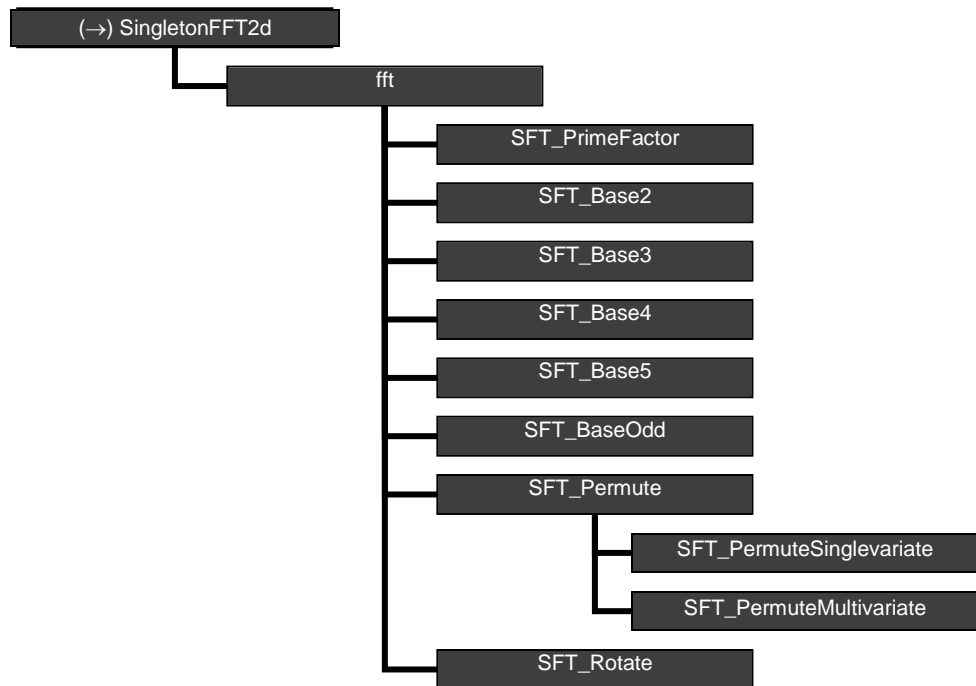 (→) SingletonFFT2d
fft
SFT_PrimeFactor
SFT_Base2
SFT_Base3
SFT_Base4
SFT_Base5
SFT_BaseOdd
SFT_Permute
SFT_PermuteSinglevariate
SFT_PermuteMultivariate
SFT_Rotate